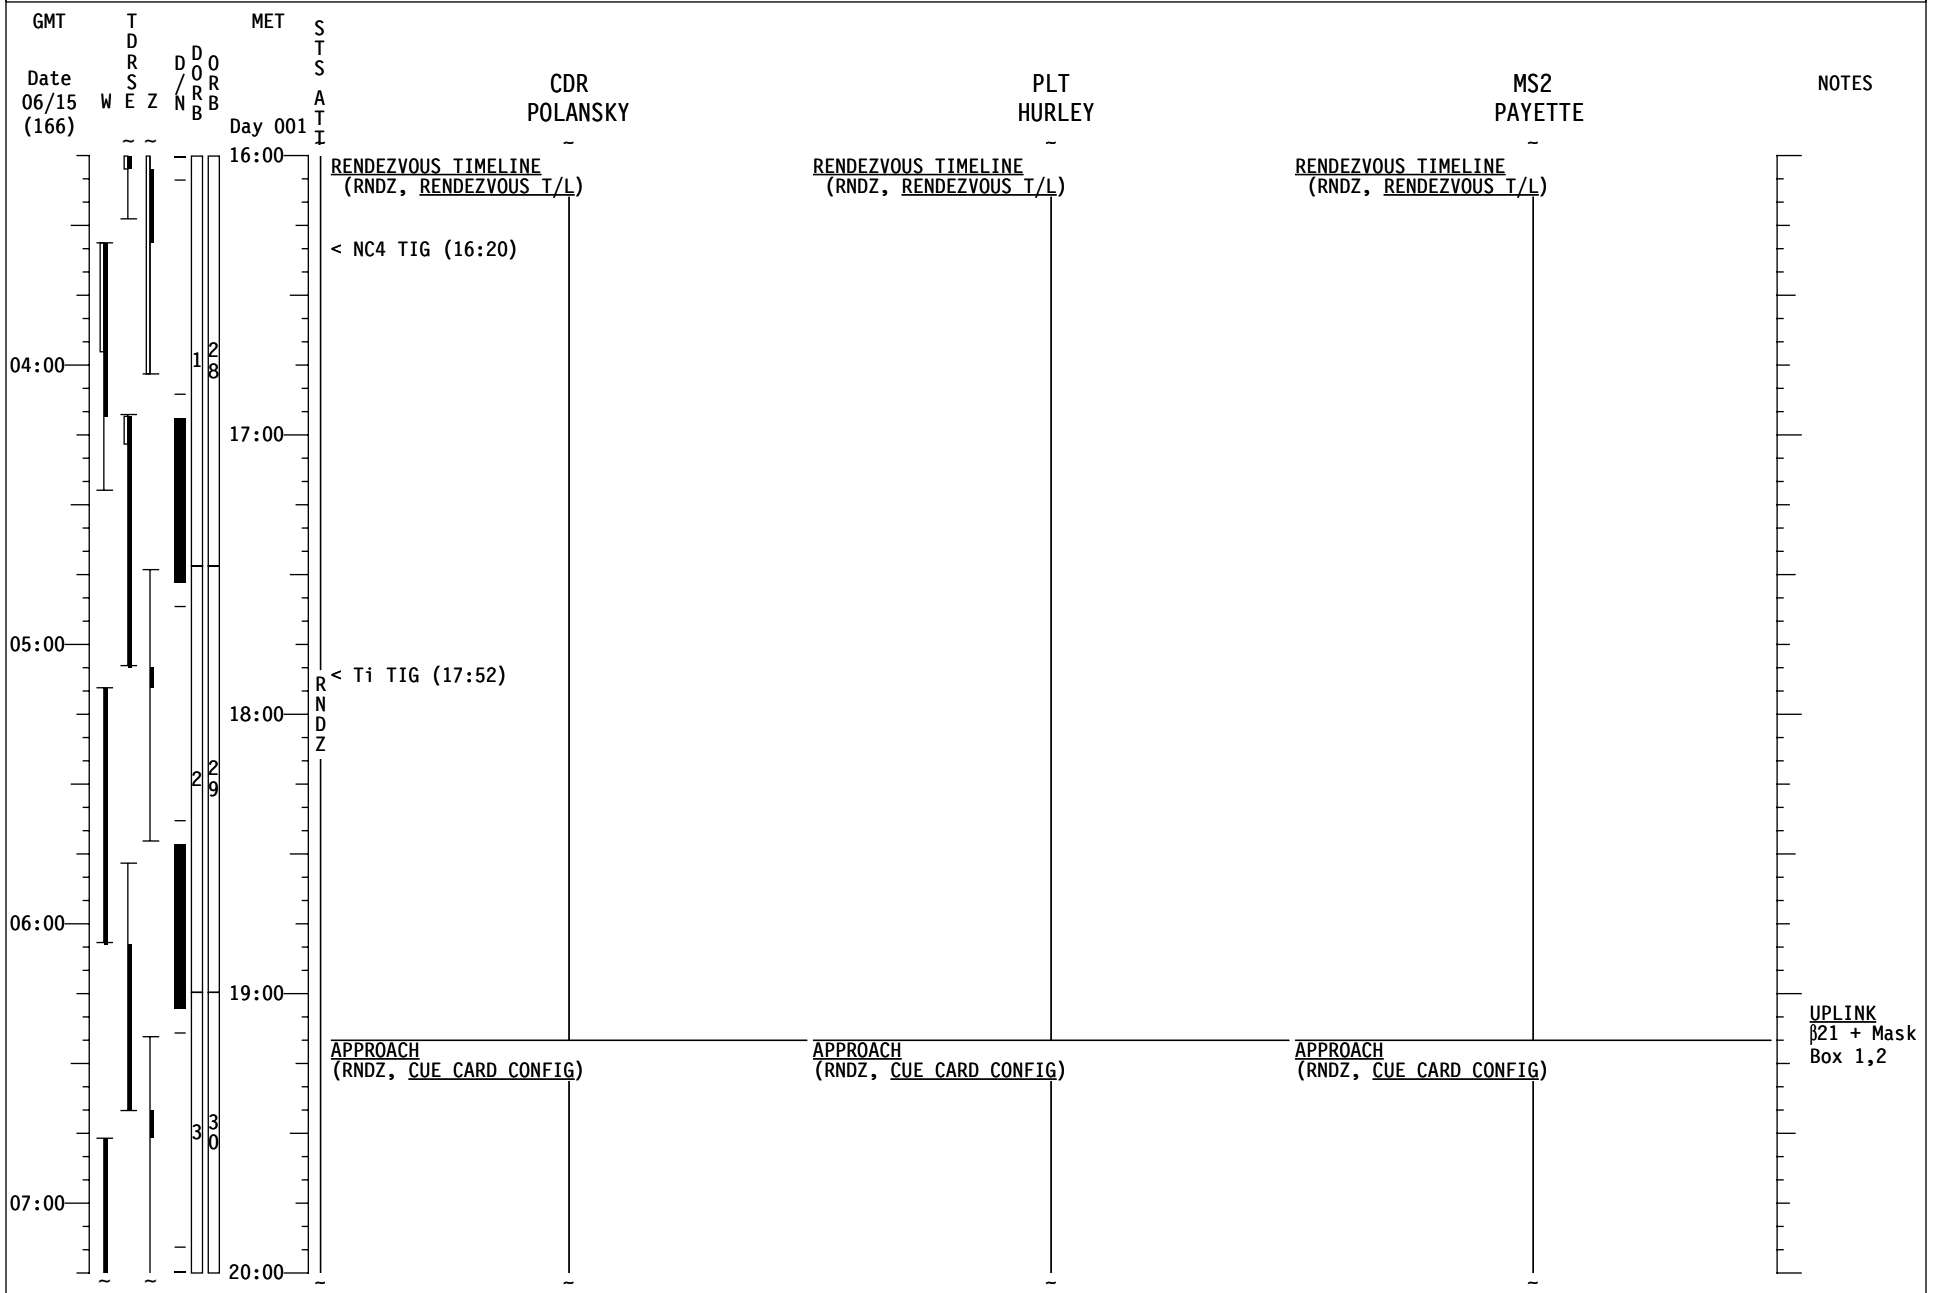 GMT
Date
06/15
(166)
TDRS
W E Z
D/N
DORB
ORB
MET
Day 001
STS ATT
CDR
POLANSKY
PLT
HURLEY
MS2
PAYETTE
NOTES
~ ~ ~ ~ ~ ~
16:00
RENDEZVOUS TIMELINE
(RNDZ, RENDEZVOUS T/L)
RENDEZVOUS TIMELINE
(RNDZ, RENDEZVOUS T/L)
RENDEZVOUS TIMELINE
(RNDZ, RENDEZVOUS T/L)
< NC4 TIG (16:20)
04:00
1
28
17:00
05:00
< Ti TIG (17:52)
RNDZ
18:00
2
29
06:00
19:00
UPLINK
β21 + Mask
Box 1,2
APPROACH
(RNDZ, CUE CARD CONFIG)
APPROACH
(RNDZ, CUE CARD CONFIG)
APPROACH
(RNDZ, CUE CARD CONFIG)
3
30
07:00
20:00
~ ~ ~ ~ ~ ~